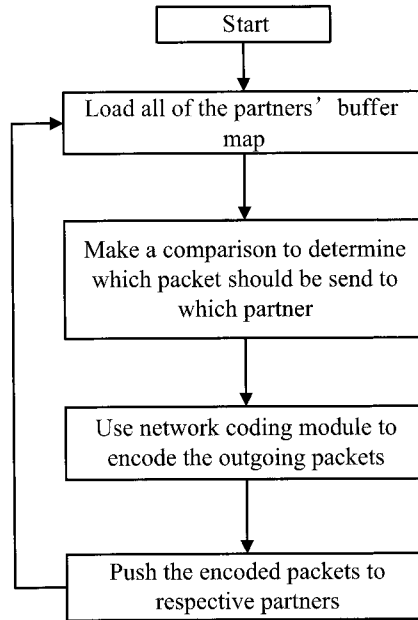 Start
Load all of the partners’ buffer
map
Make a comparison to determine
which packet should be send to
which partner
Use network coding module to
encode the outgoing packets
Push the encoded packets to
respective partners